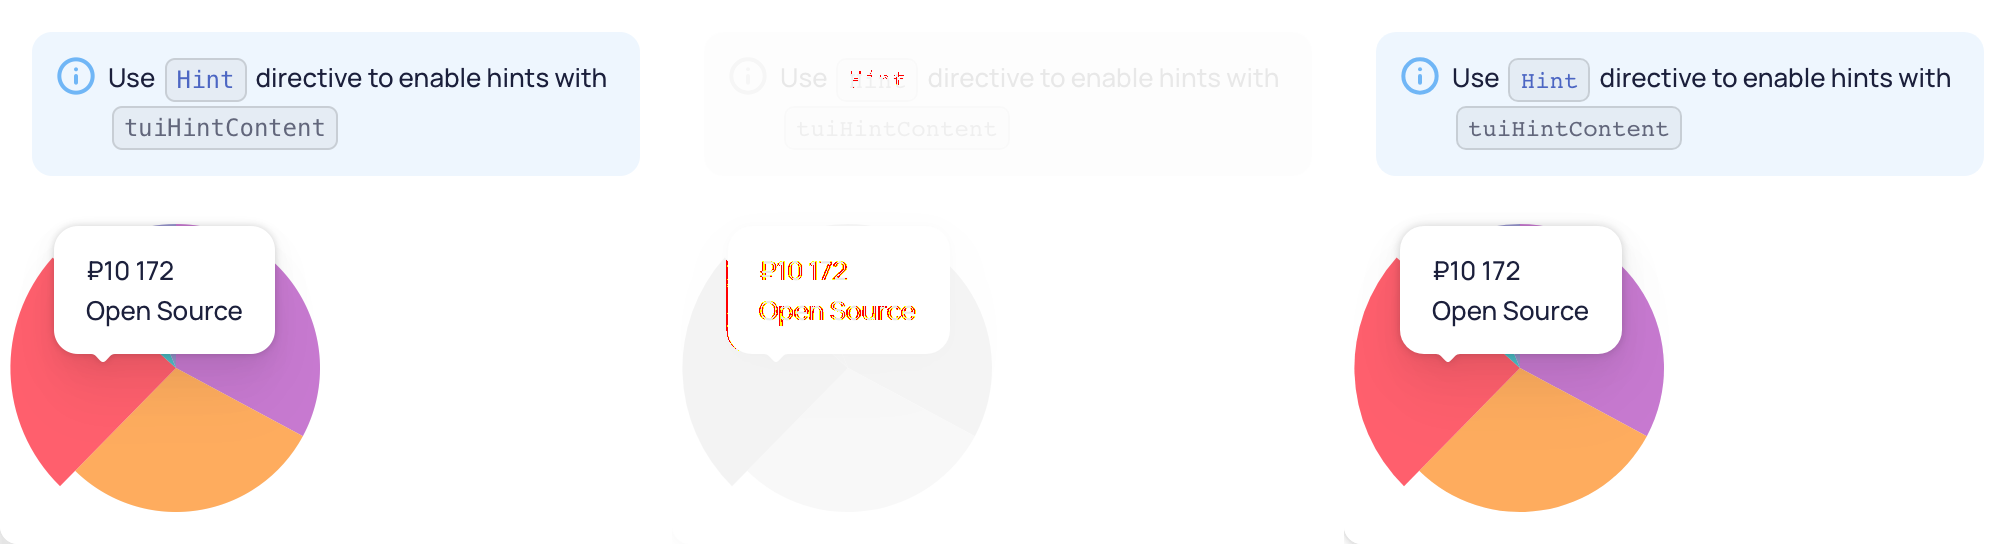 Use Hint directive to enable hints with
tuiHintContent
₽10 172
Open Source
Use Hint directive to enable hints with
tuiHintContent
₽10 172
Open Source
Use Hint directive to enable hints with
tuiHintContent
₽10 172
Open Source